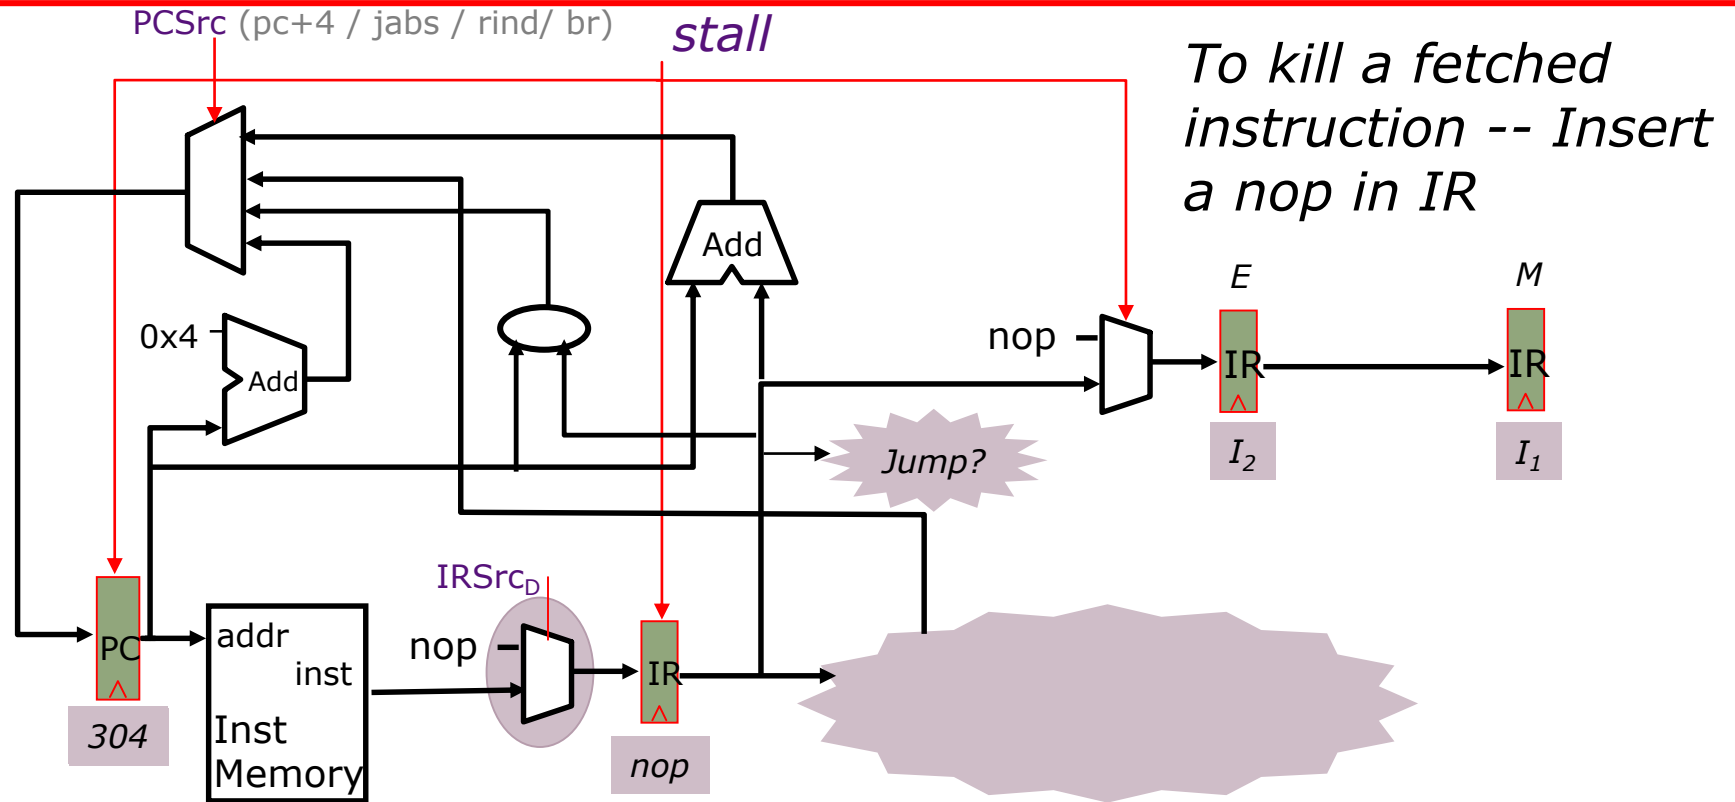 PCSrc (pc+4 / jabs / rind/ br)
stall
To kill a fetched
instruction -- Insert
a nop in IR
Add
E
M
0x4
Add
nop
IR
IR
Jump?
I2
I1
IRSrcD
PC
addr
inst
Inst
Memory
nop
IR
304
nop